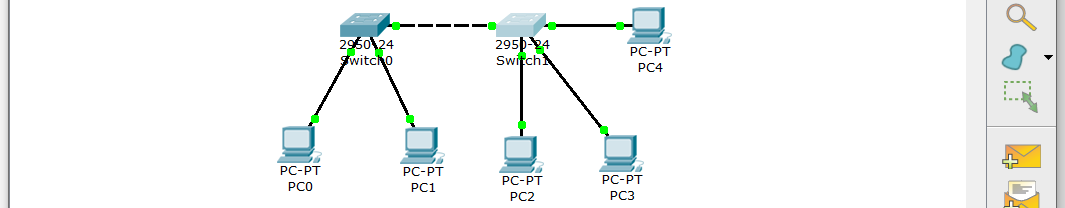 2950-24
Switch0
2950-24
Switch1
PC-PT
PC4
PC-PT
PC0
PC-PT
PC1
PC-PT
PC2
PC-PT
PC3